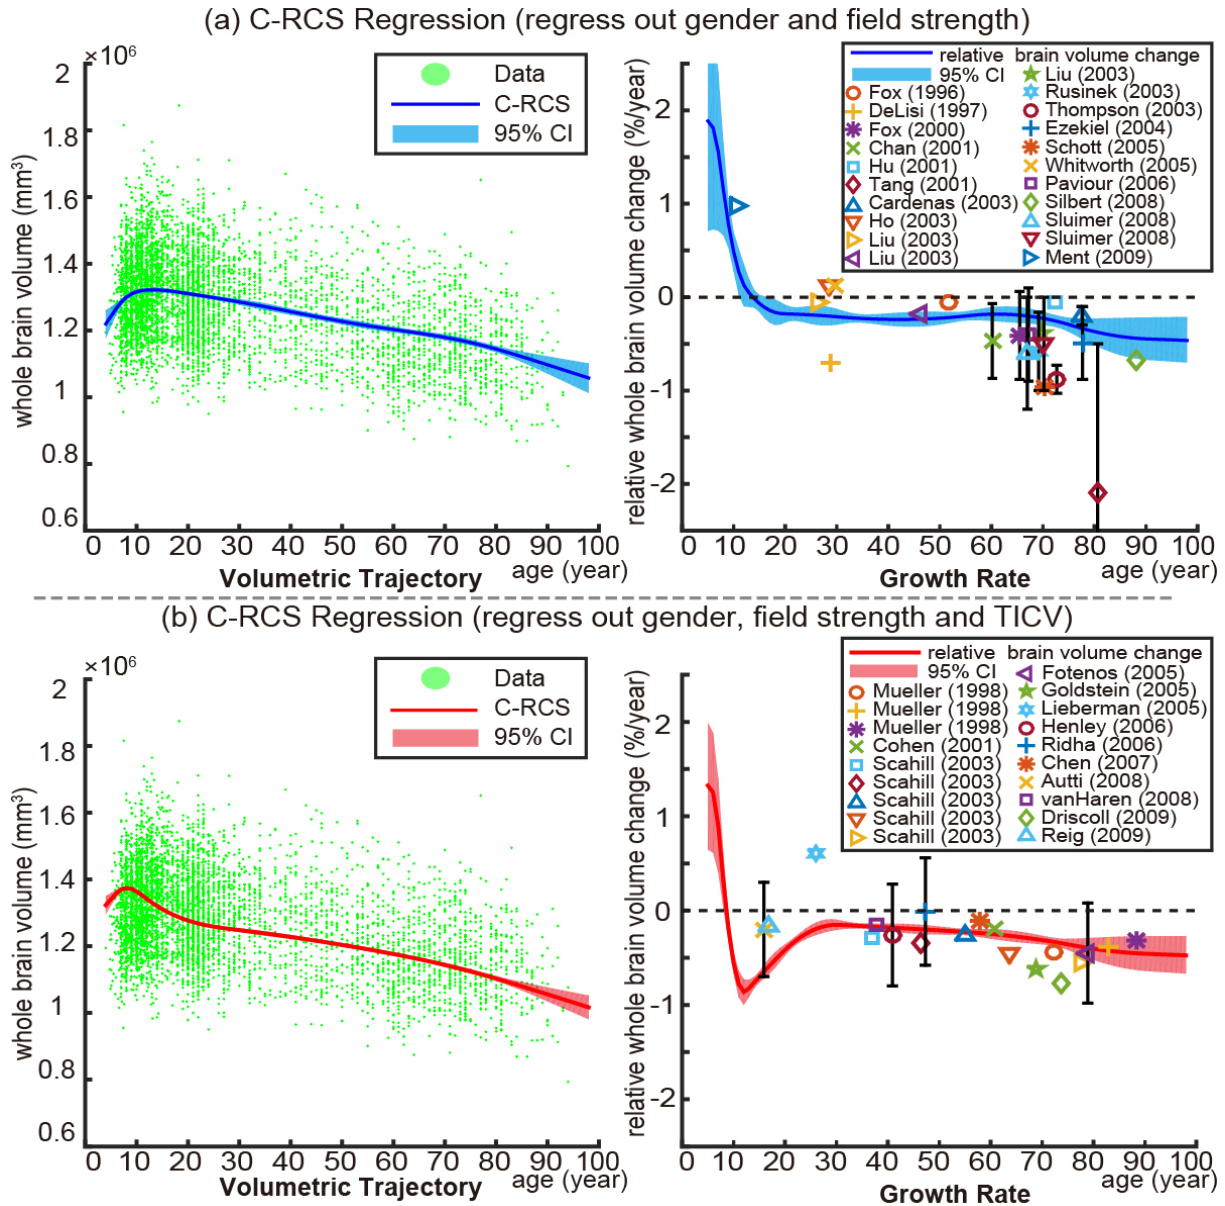 (a) C-RCS Regression (regress out gender and field strength)
×10⁶
2
1.8
1.6
1.4
1.2
1
0.8
0.6
whole brain volume (mm³)
Data
C-RCS
95% CI
0 10 20 30 40 50 60 70 80 90 100
Volumetric Trajectory
age (year)
relative whole brain volume change (%/year)
2
1
0
-1
-2
relative brain volume change
95% CI
Fox (1996)
DeLisi (1997)
Fox (2000)
Chan (2001)
Hu (2001)
Tang (2001)
Cardenas (2003)
Ho (2003)
Liu (2003)
Liu (2003)
Liu (2003)
Rusinek (2003)
Thompson (2003)
Ezekiel (2004)
Schott (2005)
Whitworth (2005)
Paviour (2006)
Silbert (2008)
Sluimer (2008)
Sluimer (2008)
Ment (2009)
0 10 20 30 40 50 60 70 80 90 100
Growth Rate
age (year)
(b) C-RCS Regression (regress out gender, field strength and TICV)
×10⁶
2
1.8
1.6
1.4
1.2
1
0.8
0.6
whole brain volume (mm³)
Data
C-RCS
95% CI
0 10 20 30 40 50 60 70 80 90 100
Volumetric Trajectory
age (year)
relative whole brain volume change (%/year)
2
1
0
-1
-2
relative brain volume change
95% CI
Mueller (1998)
Mueller (1998)
Mueller (1998)
Cohen (2001)
Scahill (2003)
Scahill (2003)
Scahill (2003)
Scahill (2003)
Scahill (2003)
Fotenos (2005)
Goldstein (2005)
Lieberman (2005)
Henley (2006)
Ridha (2006)
Chen (2007)
Autti (2008)
vanHaren (2008)
Driscoll (2009)
Reig (2009)
0 10 20 30 40 50 60 70 80 90 100
Growth Rate
age (year)